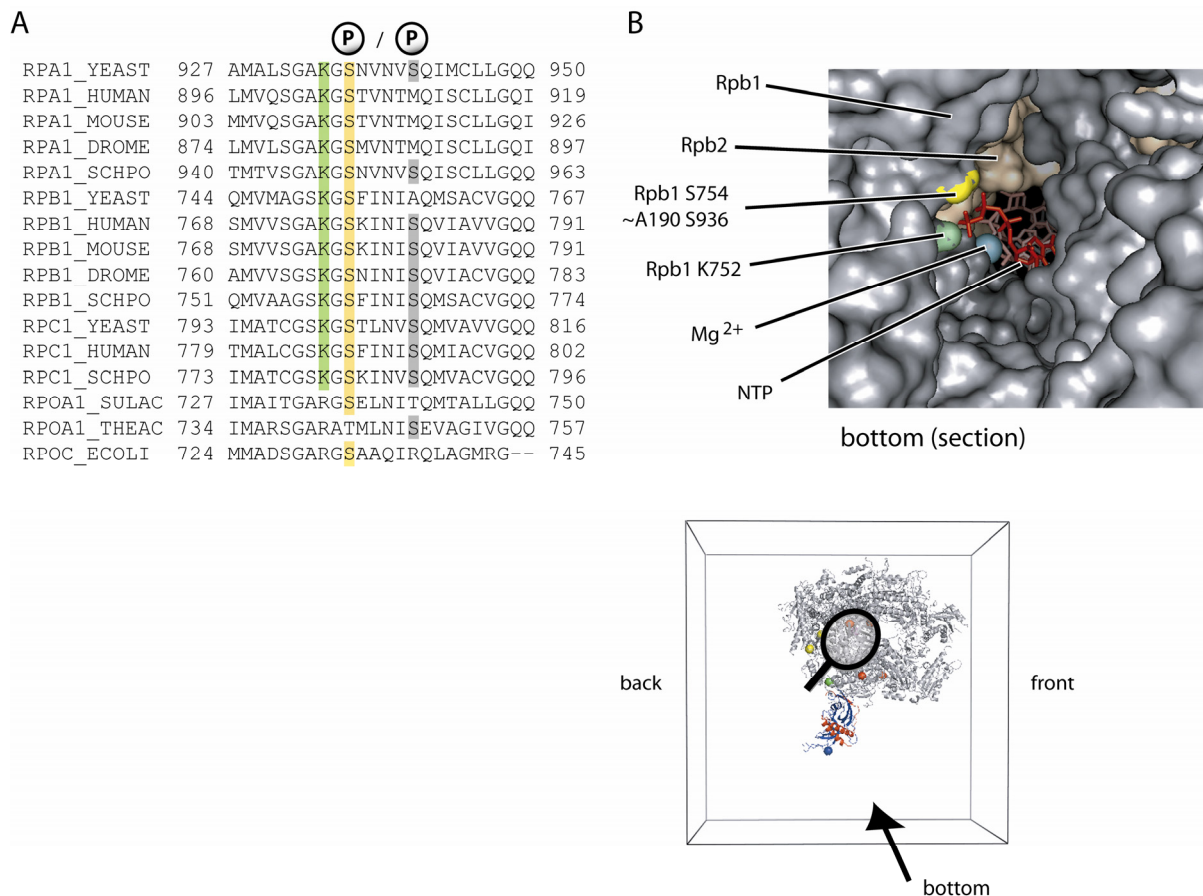 A
P / P
RPA1_YEAST 927 AMALSGAKGSNVNVSQIMCLLGQQ 950
RPA1_HUMAN 896 LMVQSGAKGSTVNTMQISCLLGQI 919
RPA1_MOUSE 903 MMVQSGAKGSTVNTMQISCLLGQI 926
RPA1_DROME 874 LMVLSGAKGSMVNTMQISCLLGQI 897
RPA1_SCHPO 940 TMTVSGAKGSNVNVSQISCLLGQQ 963
RPB1_YEAST 744 QMVMAGSKGSFINIAQMSACVGQQ 767
RPB1_HUMAN 768 SMVVSGAKGSKINISQVIAVVGQQ 791
RPB1_MOUSE 768 SMVVSGAKGSKINISQVIAVVGQQ 791
RPB1_DROME 760 AMVVSGSKGSNINISQVIACVGQQ 783
RPB1_SCHPO 751 QMVAAGSKGSFINISQMSACVGQQ 774
RPC1_YEAST 793 IMATCGSKGSTLNVSQMVAVVGQQ 816
RPC1_HUMAN 779 TMALCGSKGSFINISQMIACVGQQ 802
RPC1_SCHPO 773 IMATCGSKGSKINVSQMVACVGQQ 796
RPOA1_SULAC 727 IMAITGARGSELNITQMTALLGQQ 750
RPOA1_THEAC 734 IMARSGARATMLNISEVAGIVGQQ 757
RPOC_ECOLI 724 MMADSGARGSAAQIRQLAGMRG-- 745
B
Rpb1
Rpb2
Rpb1 S754
~A190 S936
Rpb1 K752
Mg2+
NTP
bottom (section)
back
front
bottom